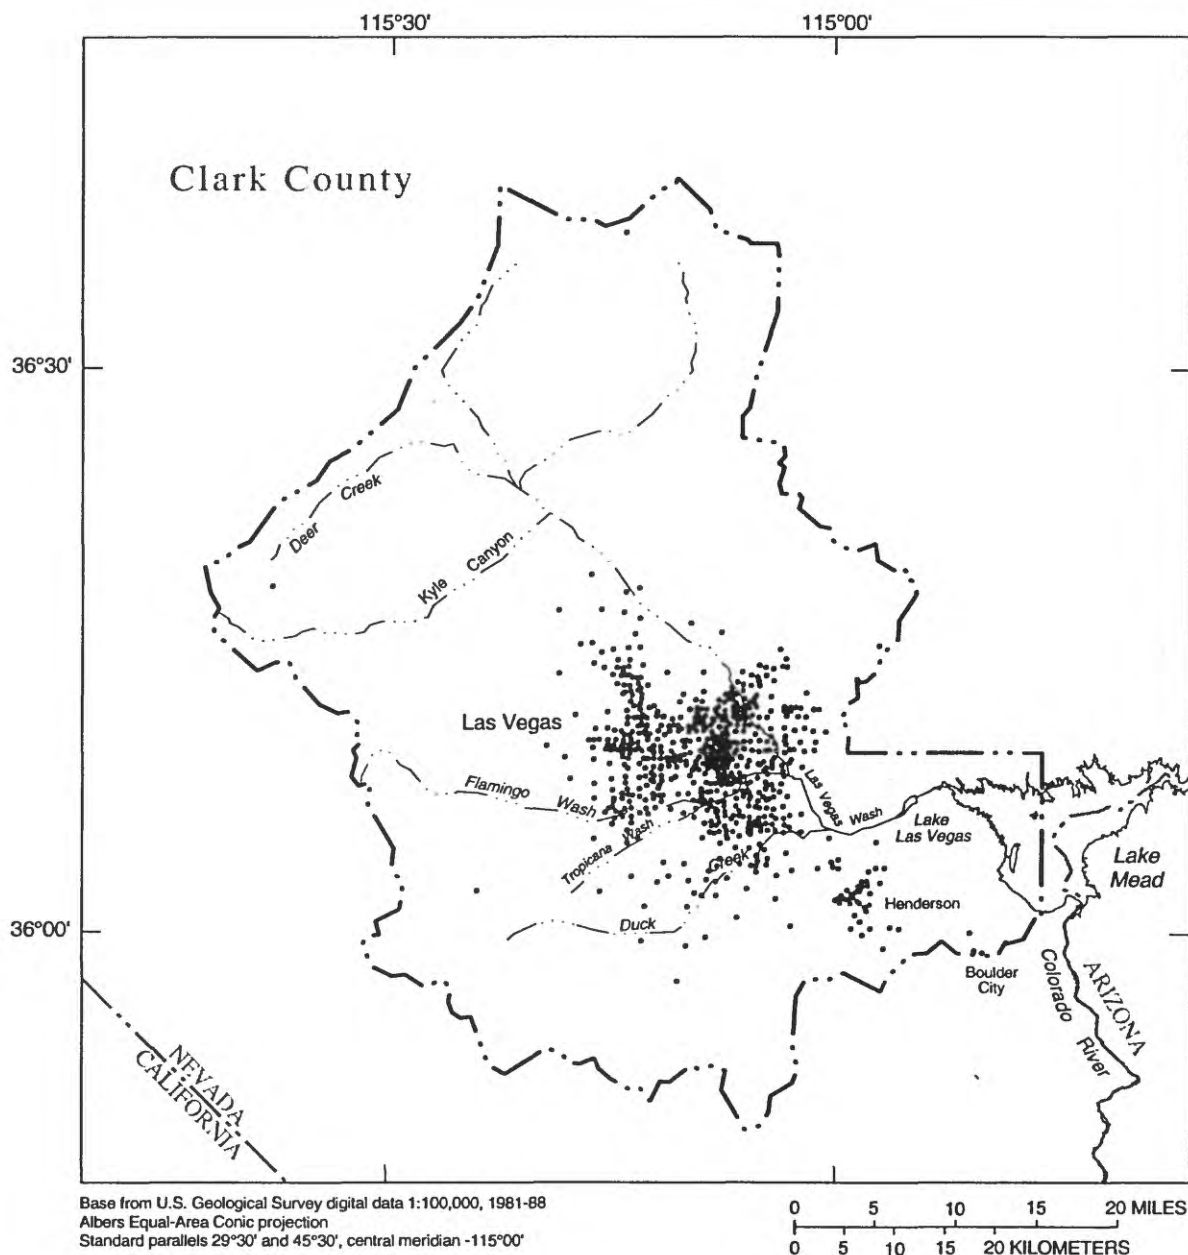 115°30'
115°00'
Clark County
36°30'
Deer
Creek
Kyle
Canyon
Las Vegas
Flamingo
Wash
Tropicana
Wash
Las Vegas
Wash
Lake
Las Vegas
Lake
Mead
Creek
Duck
Henderson
36°00'
Boulder
City
Colorado
River
ARIZONA
NEVADA
CALIFORNIA
Base from U.S. Geological Survey digital data 1:100,000, 1981-88
Albers Equal-Area Conic projection
Standard parallels 29°30' and 45°30', central meridian -115°00'
0 5 10 15 20 MILES
0 5 10 15 20 KILOMETERS